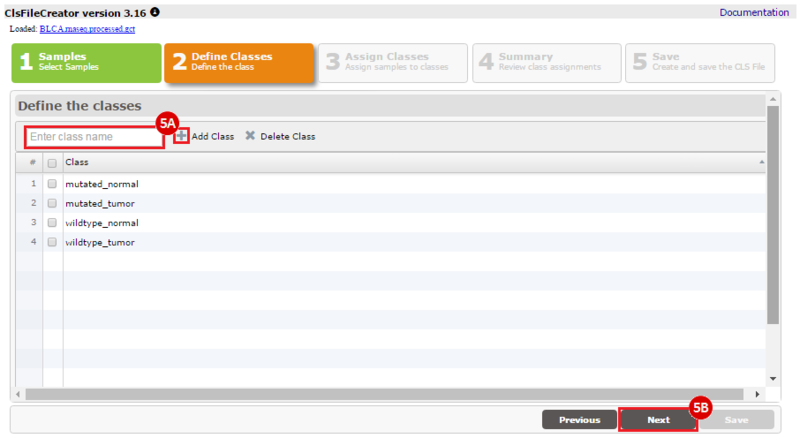 ClsFileCreator version 3.16
Documentation
Loaded: BLCA.rnaseq.processed.gct
1 Samples
Select Samples
2 Define Classes
Define the class
3 Assign Classes
Assign samples to classes
4 Summary
Review class assignments
5 Save
Create and save the CLS File
Define the classes
5A
Enter class name
Add Class
Delete Class
# Class
1 mutated_normal
2 mutated_tumor
3 wildtype_normal
4 wildtype_tumor
5B
Previous
Next
Save